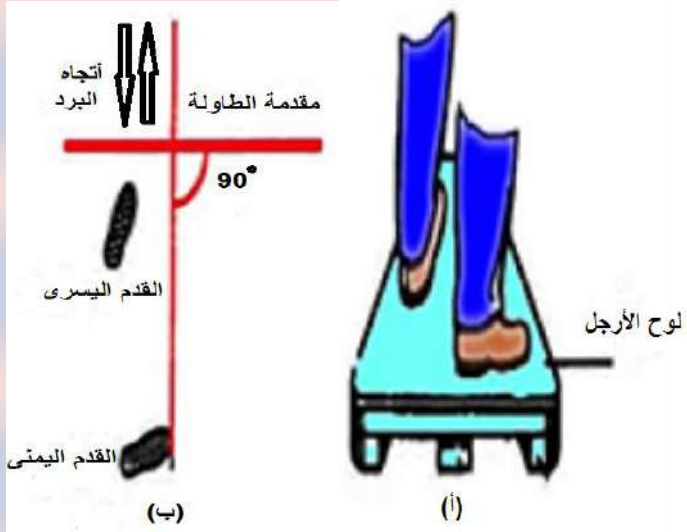 أتجاه
البرد
مقدمة الطاولة
90°
القدم اليسرى
لوح الأرجل
القدم اليمنى
(أ)
(ب)